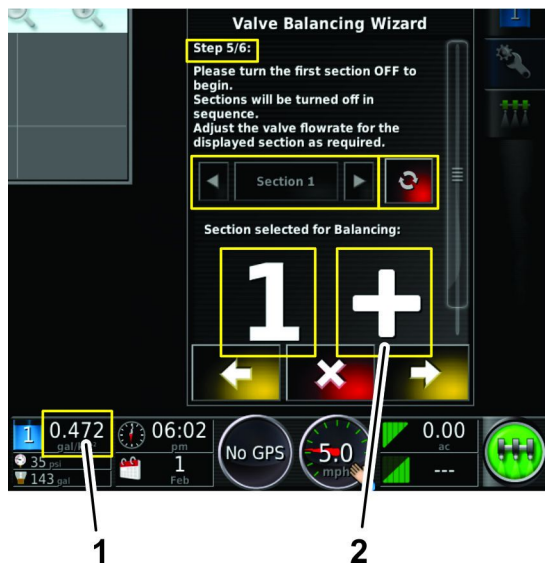 Valve Balancing Wizard
1
Step 5/6:
Please turn the first section OFF to
begin.
Sections will be turned off in
sequence.
Adjust the valve flowrate for the
displayed section as required.
Section 1
Section selected for Balancing:
1 +
1 0.472
35 psi
143 gal
06:02
pm
1
Feb
No GPS
5.0
mph
0.00
ac
---
1 2